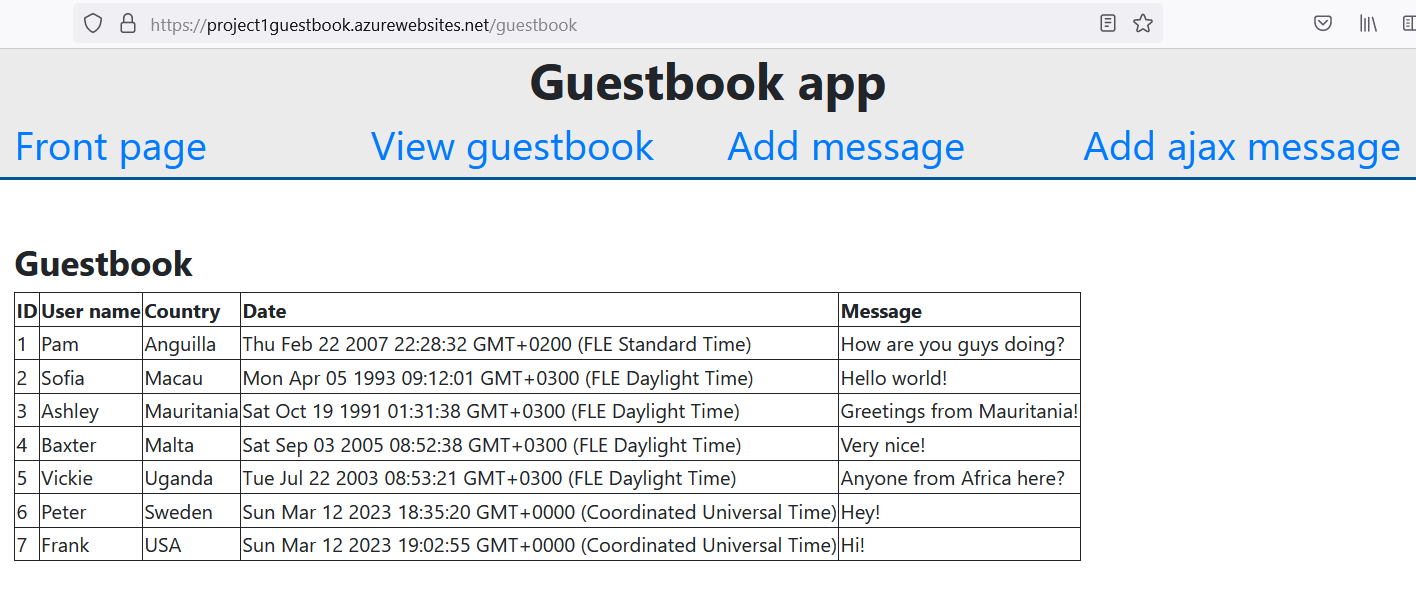 https://project1guestbook.azurewebsites.net/guestbook
Guestbook app
Front page View guestbook Add message Add ajax message
Guestbook
ID User name Country Date Message
1 Pam Anguilla Thu Feb 22 2007 22:28:32 GMT+0200 (FLE Standard Time) How are you guys doing?
2 Sofia Macau Mon Apr 05 1993 09:12:01 GMT+0300 (FLE Daylight Time) Hello world!
3 Ashley Mauritania Sat Oct 19 1991 01:31:38 GMT+0300 (FLE Daylight Time) Greetings from Mauritania!
4 Baxter Malta Sat Sep 03 2005 08:52:38 GMT+0300 (FLE Daylight Time) Very nice!
5 Vickie Uganda Tue Jul 22 2003 08:53:21 GMT+0300 (FLE Daylight Time) Anyone from Africa here?
6 Peter Sweden Sun Mar 12 2023 18:35:20 GMT+0000 (Coordinated Universal Time) Hey!
7 Frank USA Sun Mar 12 2023 19:02:55 GMT+0000 (Coordinated Universal Time) Hi!